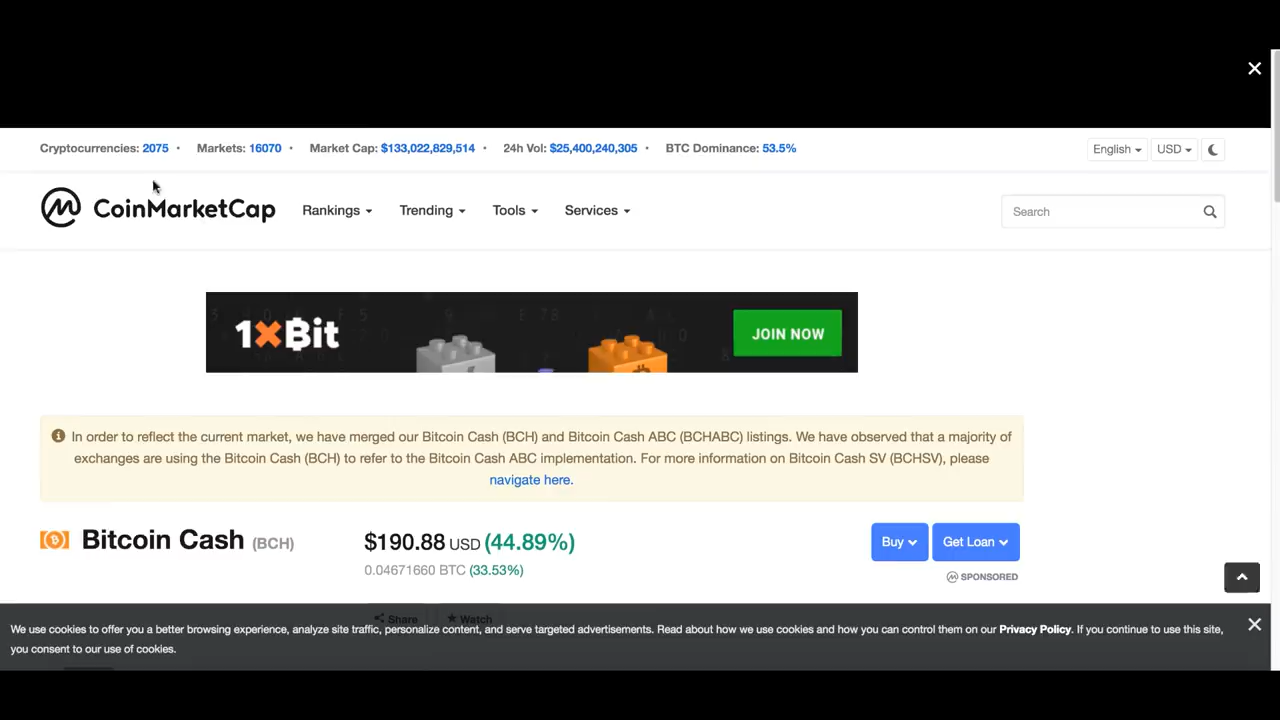 Cryptocurrencies: 2075 • Markets: 16070 • Market Cap: $133,022,829,514 • 24h Vol: $25,400,240,305 • BTC Dominance: 53.5% English USD
CoinMarketCap Rankings Trending Tools Services Search
1xBit JOIN NOW
In order to reflect the current market, we have merged our Bitcoin Cash (BCH) and Bitcoin Cash ABC (BCHABC) listings. We have observed that a majority of
exchanges are using the Bitcoin Cash (BCH) to refer to the Bitcoin Cash ABC implementation. For more information on Bitcoin Cash SV (BCHSV), please
navigate here.
Bitcoin Cash (BCH) $190.88 USD (44.89%) Buy Get Loan
0.04671660 BTC (33.53%) SPONSORED
Share Watch
We use cookies to offer you a better browsing experience, analyze site traffic, personalize content, and serve targeted advertisements. Read about how we use cookies and how you can control them on our Privacy Policy. If you continue to use this site,
you consent to our use of cookies.